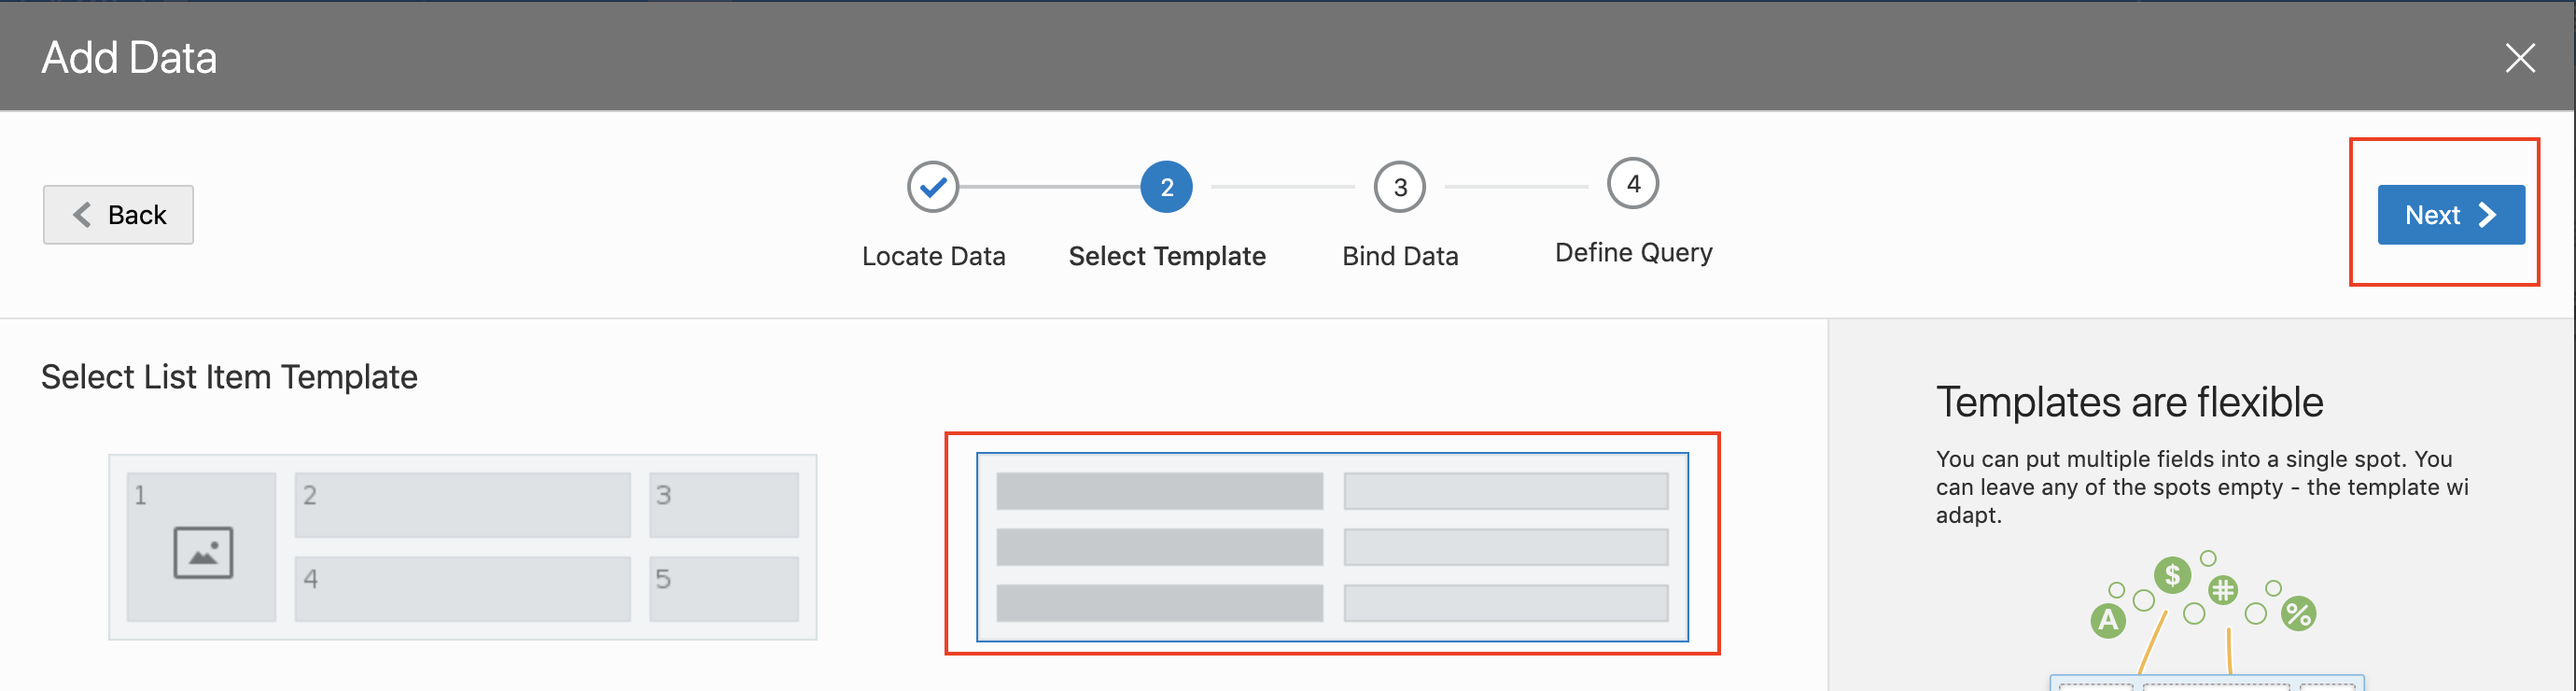 Add Data
Back
2
3
4
Next
Locate Data
Select Template
Bind Data
Define Query
Select List Item Template
1
2
3
4
5
Templates are flexible
You can put multiple fields into a single spot. You
can leave any of the spots empty - the template wi
adapt.
$
#
A
%